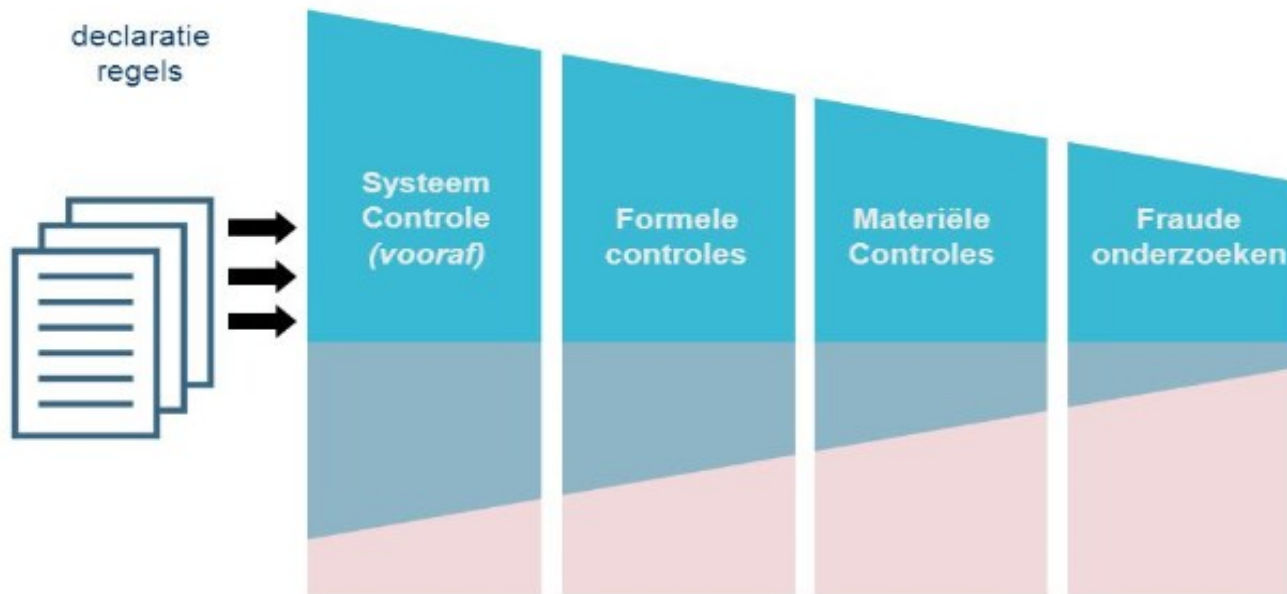 declaratie
regels
Systeem
Controle
(vooraf)
Formele
controles
Materiële
Controles
Fraude
onderzoeken